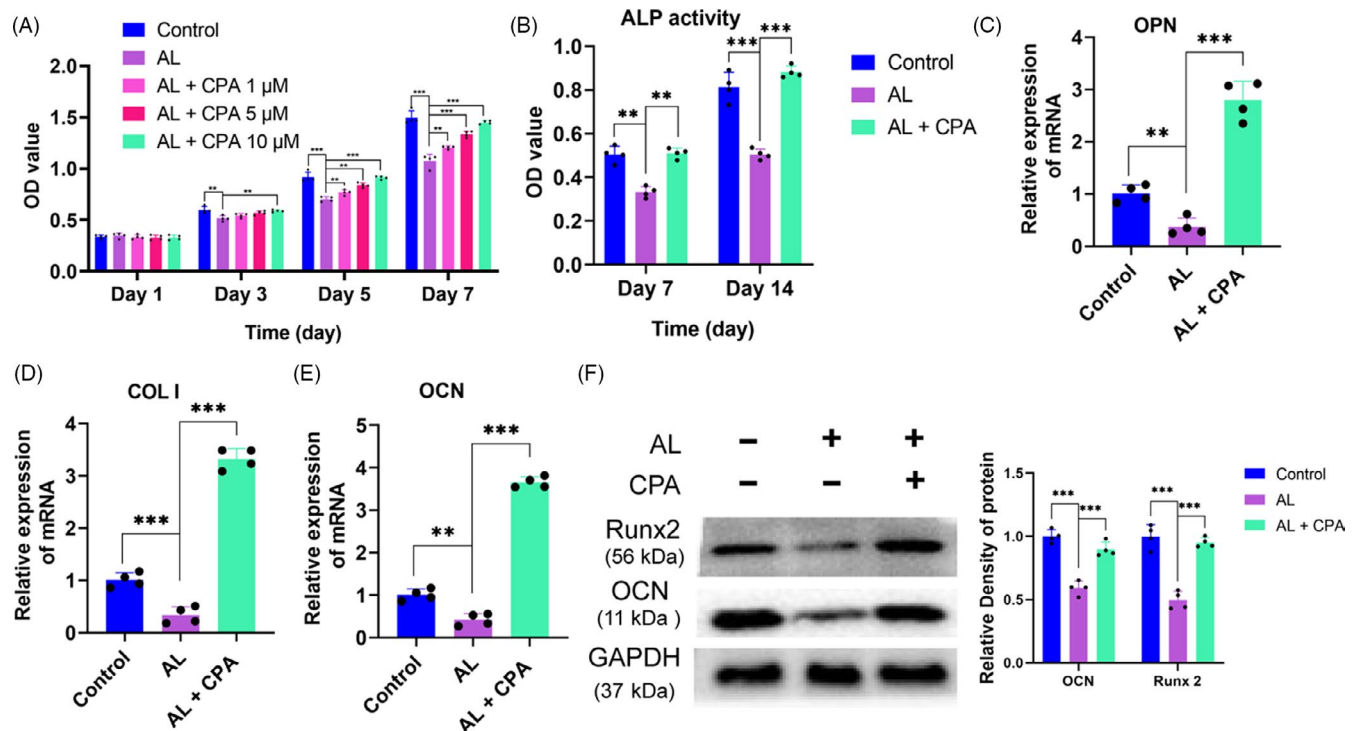 (A)
Control
AL
AL + CPA 1 μM
AL + CPA 5 μM
AL + CPA 10 μM
OD value
2.0
1.5
1.0
0.5
0.0
*** *** *** **
*** *** ** **
** **
Day 1 Day 3 Day 5 Day 7
Time (day)
(B)
ALP activity
Control
AL
AL + CPA
OD value
1.0
0.8
0.6
0.4
0.2
0.0
** ** *** ***
Day 7 Day 14
Time (day)
(C)
OPN
Relative expression
of mRNA
4
3
2
1
0
** ***
Control AL AL + CPA
(D)
COL I
Relative expression
of mRNA
4
3
2
1
0
*** ***
Control AL AL + CPA
(E)
OCN
Relative expression
of mRNA
5
4
3
2
1
0
** ***
Control AL AL + CPA
(F)
AL − + +
CPA − − +
Runx2
(56 kDa)
OCN
(11 kDa )
GAPDH
(37 kDa)
Relative Density of protein
1.5
1.0
0.5
0.0
*** *** *** ***
OCN Runx 2
Control
AL
AL + CPA